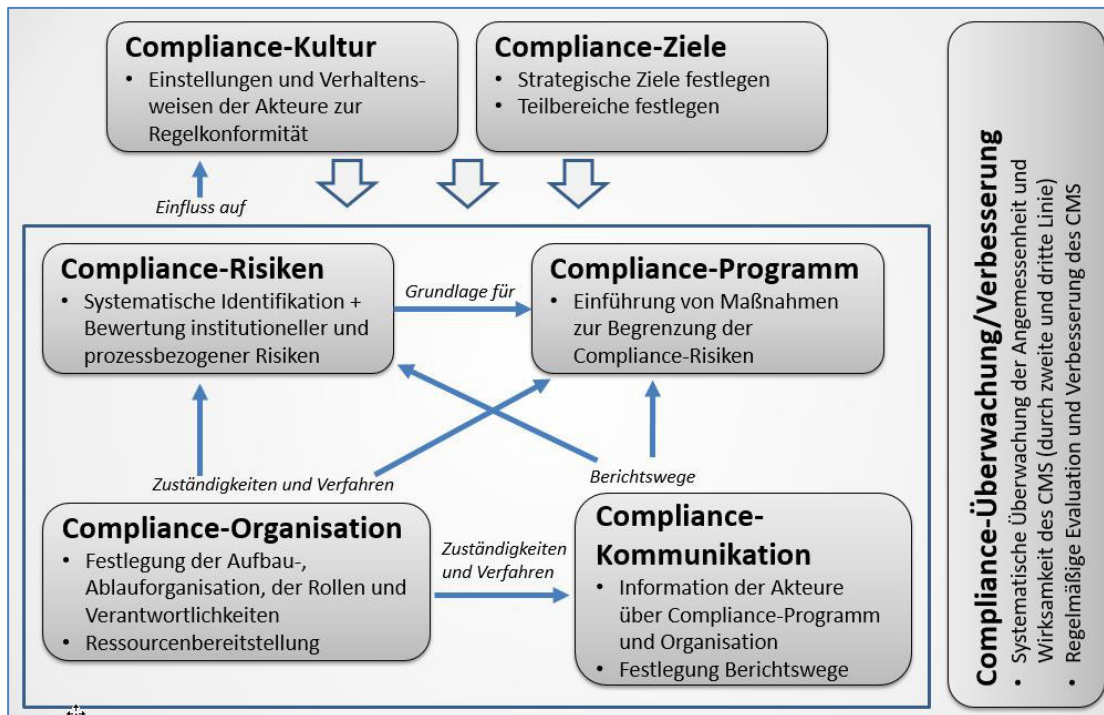 Compliance-Kultur
• Einstellungen und Verhaltens-
weisen der Akteure zur
Regelkonformität
Compliance-Ziele
• Strategische Ziele festlegen
• Teilbereiche festlegen
Einfluss auf
Compliance-Risiken
• Systematische Identifikation +
Bewertung institutioneller und
prozessbezogener Risiken
Grundlage für
Compliance-Programm
• Einführung von Maßnahmen
zur Begrenzung der
Compliance-Risiken
Zuständigkeiten und Verfahren
Berichtswege
Compliance-Organisation
• Festlegung der Aufbau-,
Ablauforganisation, der Rollen und
Verantwortlichkeiten
• Ressourcenbereitstellung
Zuständigkeiten
und Verfahren
Compliance-
Kommunikation
• Information der Akteure
über Compliance-Programm
und Organisation
• Festlegung Berichtswege
Compliance-Überwachung/Verbesserung
• Systematische Überwachung der Angemessenheit und
Wirksamkeit des CMS (durch zweite und dritte Linie)
• Regelmäßige Evaluation und Verbesserung des CMS